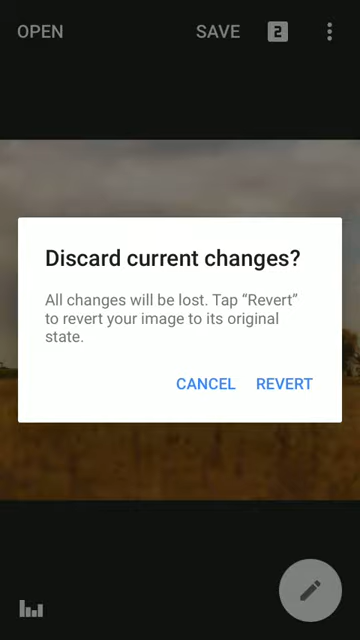 OPEN
SAVE
2
Discard current changes?
All changes will be lost. Tap “Revert”
to revert your image to its original
state.
CANCEL
REVERT